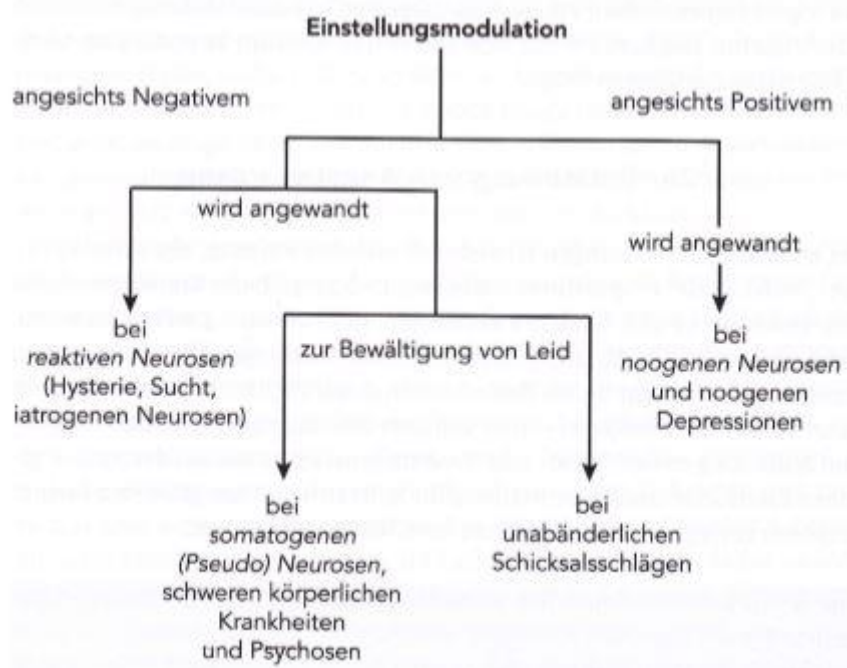 Einstellungsmodulation
angesichts Negativem
angesichts Positivem
wird angewandt
wird angewandt
bei
reaktiven Neurosen
(Hysterie, Sucht,
iatrogenen Neurosen)
zur Bewältigung von Leid
bei
noogenen Neurosen
und noogenen
Depressionen
bei
somatogenen
(Pseudo) Neurosen,
schweren körperlichen
Krankheiten
und Psychosen
bei
unabänderlichen
Schicksalsschlägen